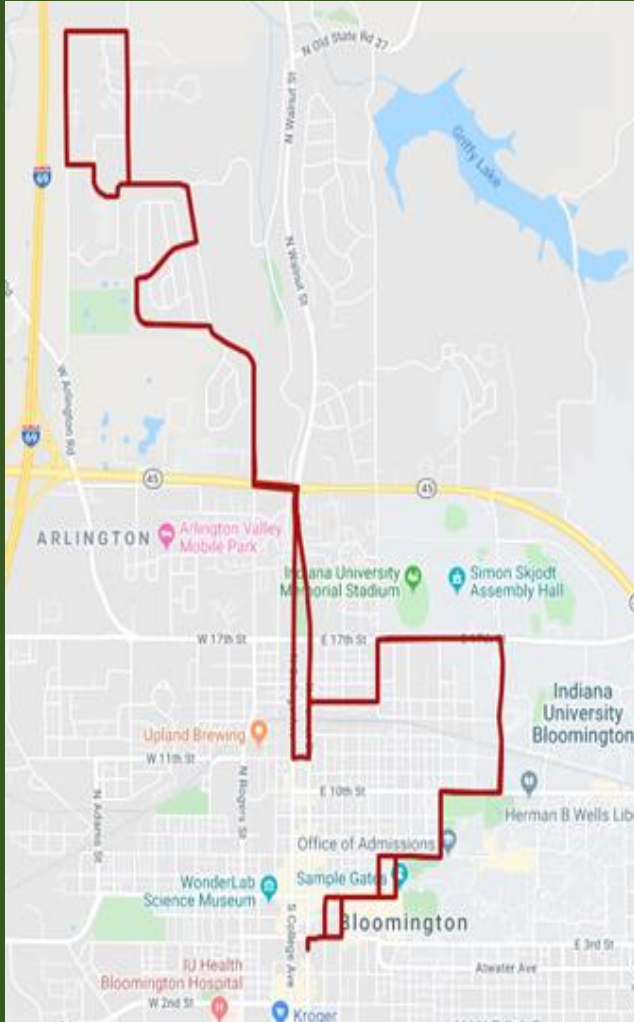 N Old State Rd 37
N Walnut St
Griffy Lake
69
N Walnut St
W Arlington Rd
69
45
45
ARLINGTON
Arlington Valley
Mobile Park
Indiana University
Memorial Stadium
Simon Skjodt
Assembly Hall
W 17th St
E 17th St
E 17th St
Indiana
University
Bloomington
Upland Brewing
W 11th St
N Rogers St
N Adams St
E 10th St
Herman B Wells Lib
Office of Admissions
WonderLab
Science Museum
Sample Gates
S College Ave
Bloomington
E 3rd St
Atwater Ave
IU Health
Bloomington Hospital
W 2nd St
Kroger